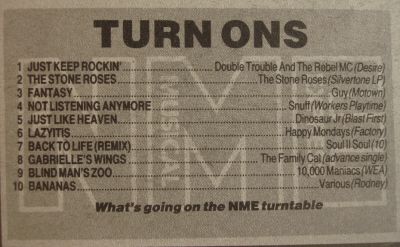 TURN ONS
1 JUST KEEP ROCKIN' Double Trouble And The Rebel MC (Desire)
2 THE STONE ROSES The Stone Roses (Silvertone LP)
3 FANTASY Guy (Motown)
4 NOT LISTENING ANYMORE Snuff (Workers Playtime)
5 JUST LIKE HEAVEN Dinosaur Jr (Blast First)
6 LAZYITIS Happy Mondays (Factory)
7 BACK TO LIFE (REMIX) Soul II Soul (10)
8 GABRIELLE'S WINGS The Family Cat (advance single)
9 BLIND MAN'S ZOO 10,000 Maniacs (WEA)
10 BANANAS Various (Rodney)
What's going on the NME turntable